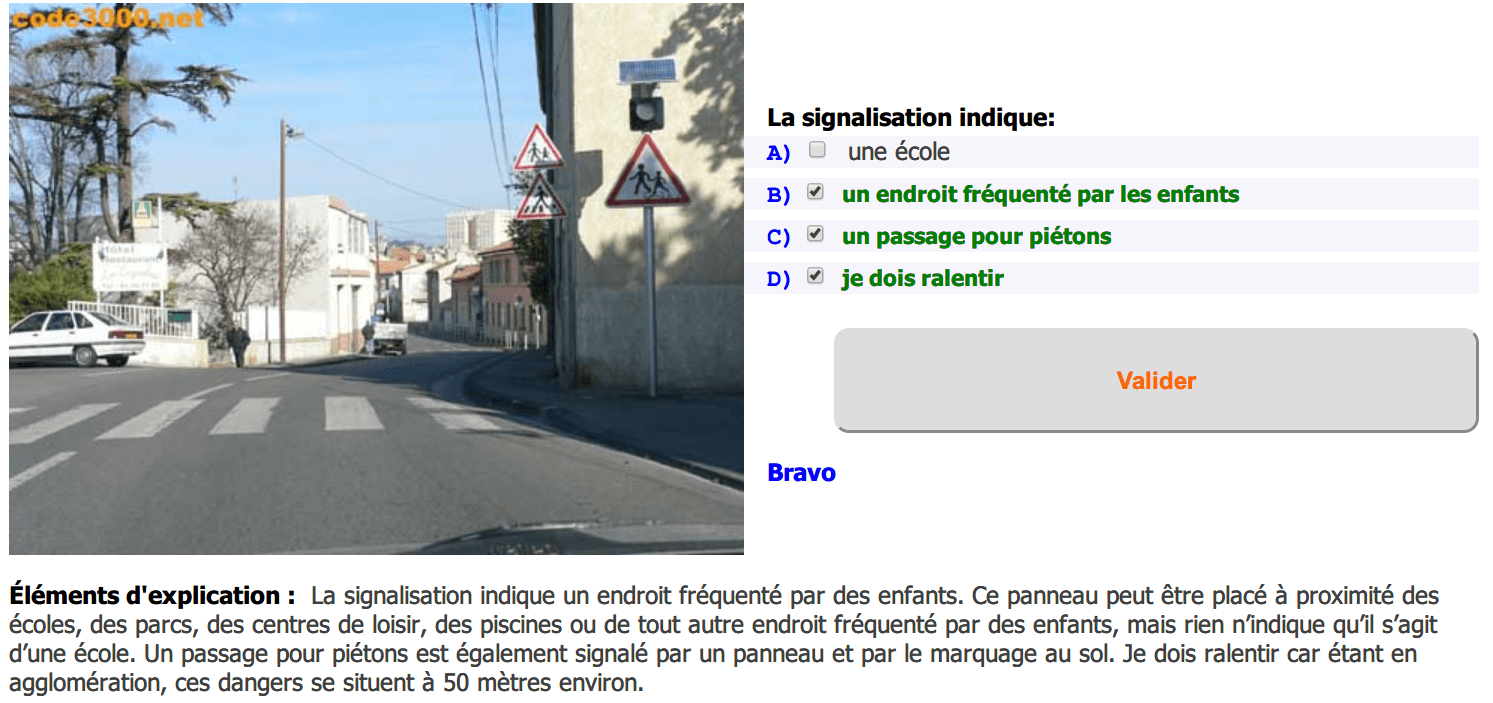 code3000.net
Hôtel
Restaurant
La signalisation indique:
A) une école
B) un endroit fréquenté par les enfants
C) un passage pour piétons
D) je dois ralentir
Valider
Bravo
Éléments d'explication : La signalisation indique un endroit fréquenté par des enfants. Ce panneau peut être placé à proximité des
écoles, des parcs, des centres de loisir, des piscines ou de tout autre endroit fréquenté par des enfants, mais rien n’indique qu’il s’agit
d’une école. Un passage pour piétons est également signalé par un panneau et par le marquage au sol. Je dois ralentir car étant en
agglomération, ces dangers se situent à 50 mètres environ.